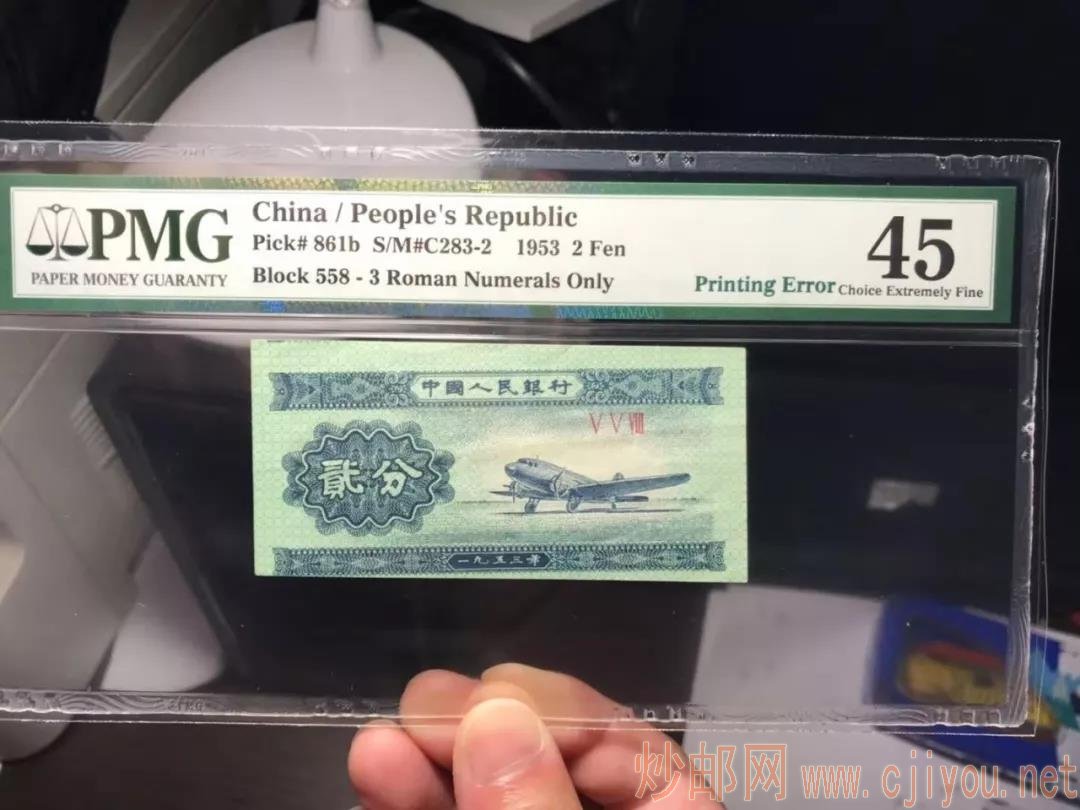 PMG
PAPER MONEY GUARANTY
China / People's Republic
Pick# 861b S/M#C283-2 1953 2 Fen
Block 558 - 3 Roman Numerals Only
45
Printing Error
Choice Extremely Fine
中國人民銀行
V V VIII
貳分
一九五三年
炒邮网 www.cjiyou.net